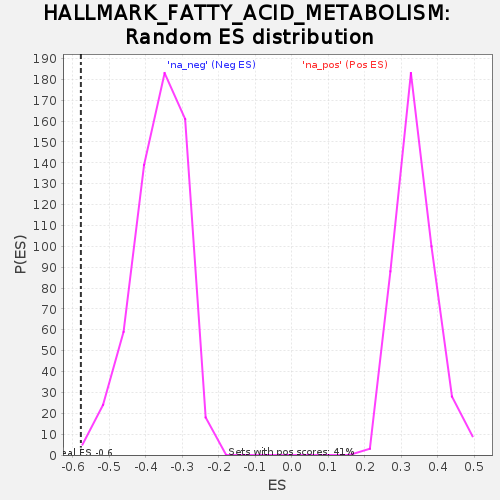 HALLMARK_FATTY_ACID_METABOLISM:
Random ES distribution
'na_neg' (Neg ES) 'na_pos' (Pos ES)
190
180
170
160
150
140
130
120
110
100
90
80
70
60
50
40
30
20
10
0
P(ES)
ES -0.6
Sets with pos scores: 41%
-0.6 -0.5 -0.4 -0.3 -0.2 -0.1 0.0 0.1 0.2 0.3 0.4 0.5
ES